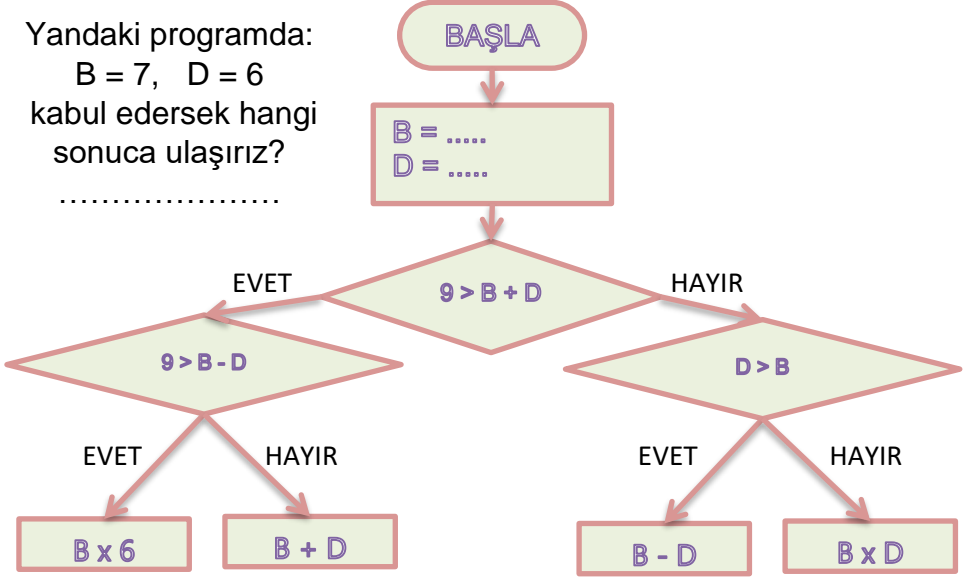 Yandaki programda:
B = 7, D = 6
kabul edersek hangi
sonuca ulaşırız?
…………………
BAŞLA
B = .....
D = .....
9 > B + D
EVET
HAYIR
9 > B - D
D > B
EVET
HAYIR
EVET
HAYIR
B x 6
B + D
B - D
B x D